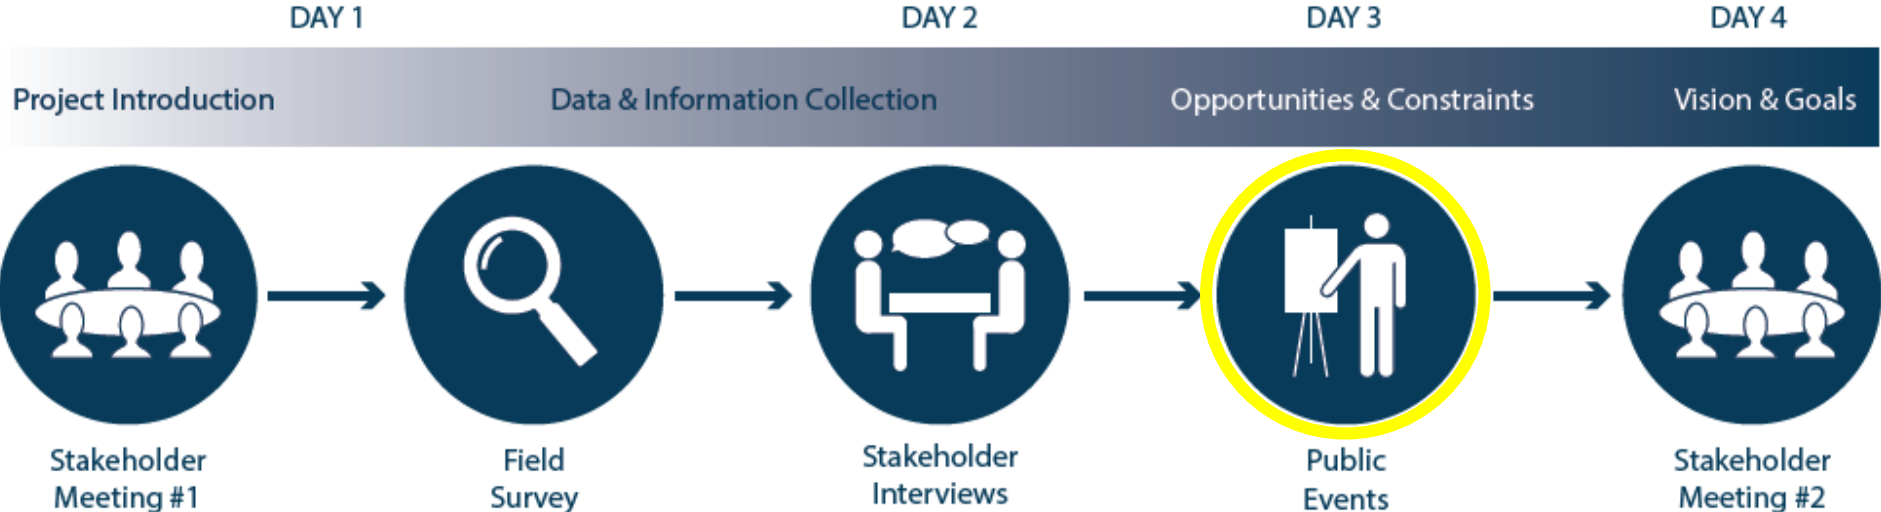 DAY 1
DAY 2
DAY 3
DAY 4
Project Introduction
Data & Information Collection
Opportunities & Constraints
Vision & Goals
Stakeholder
Meeting #1
Field
Survey
Stakeholder
Interviews
Public
Events
Stakeholder
Meeting #2